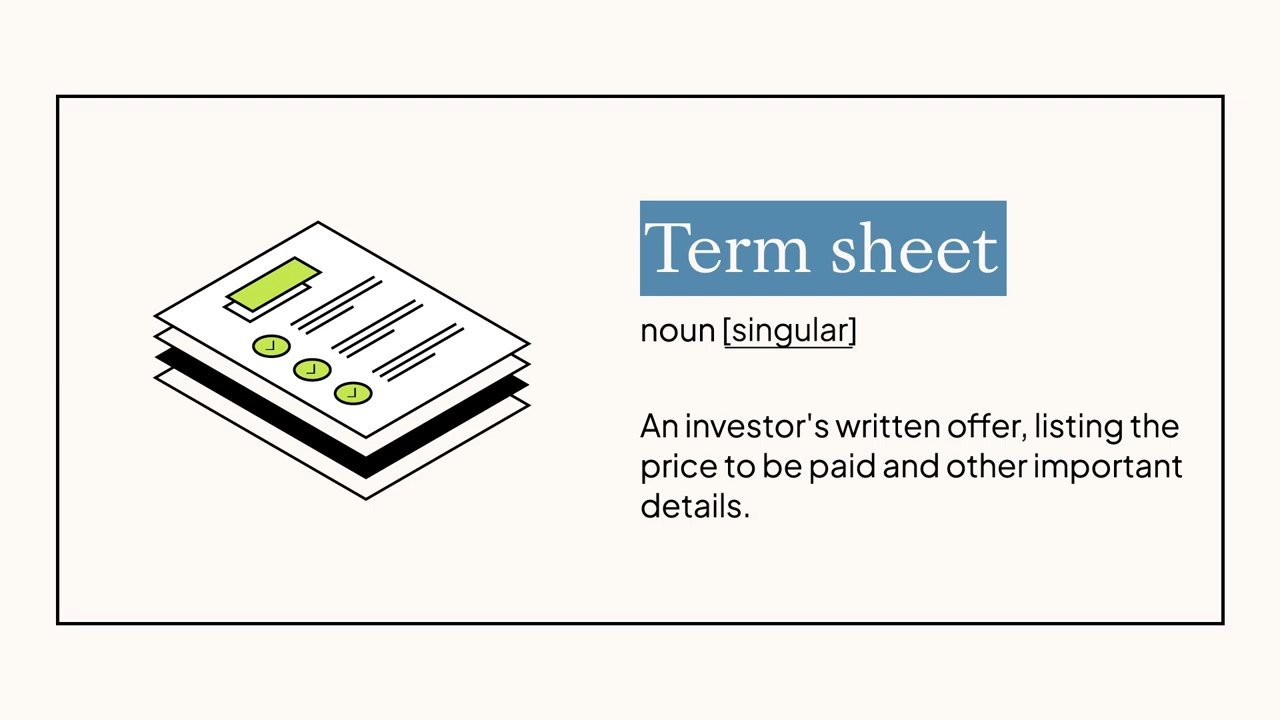 Term sheet
noun [singular]
An investor's written offer, listing the
price to be paid and other important
details.